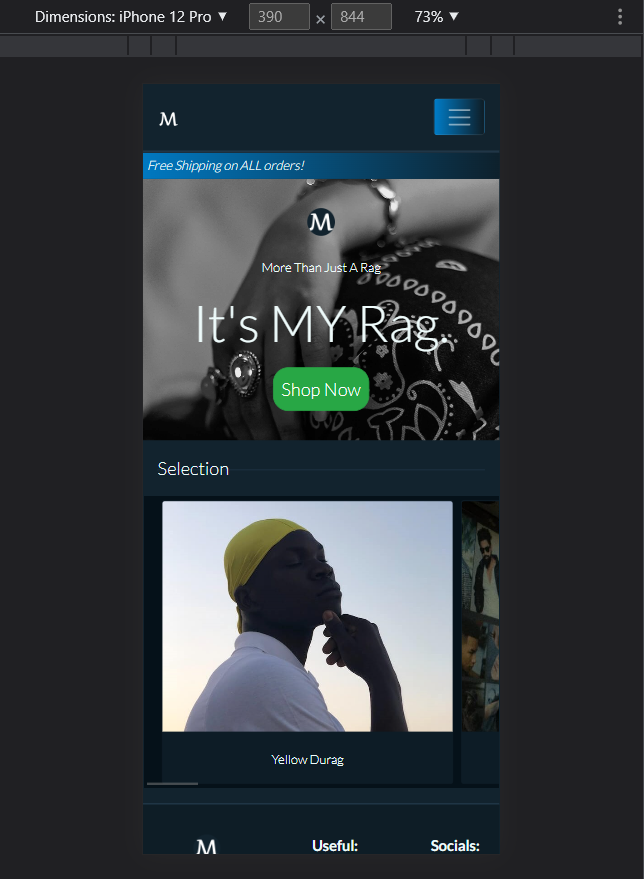 Dimensions: iPhone 12 Pro ▼ 390 × 844 73% ▼
M
Free Shipping on ALL orders!
M
More Than Just A Rag
It's MY Rag.
Shop Now
Selection
Yellow Durag
M Useful: Socials: